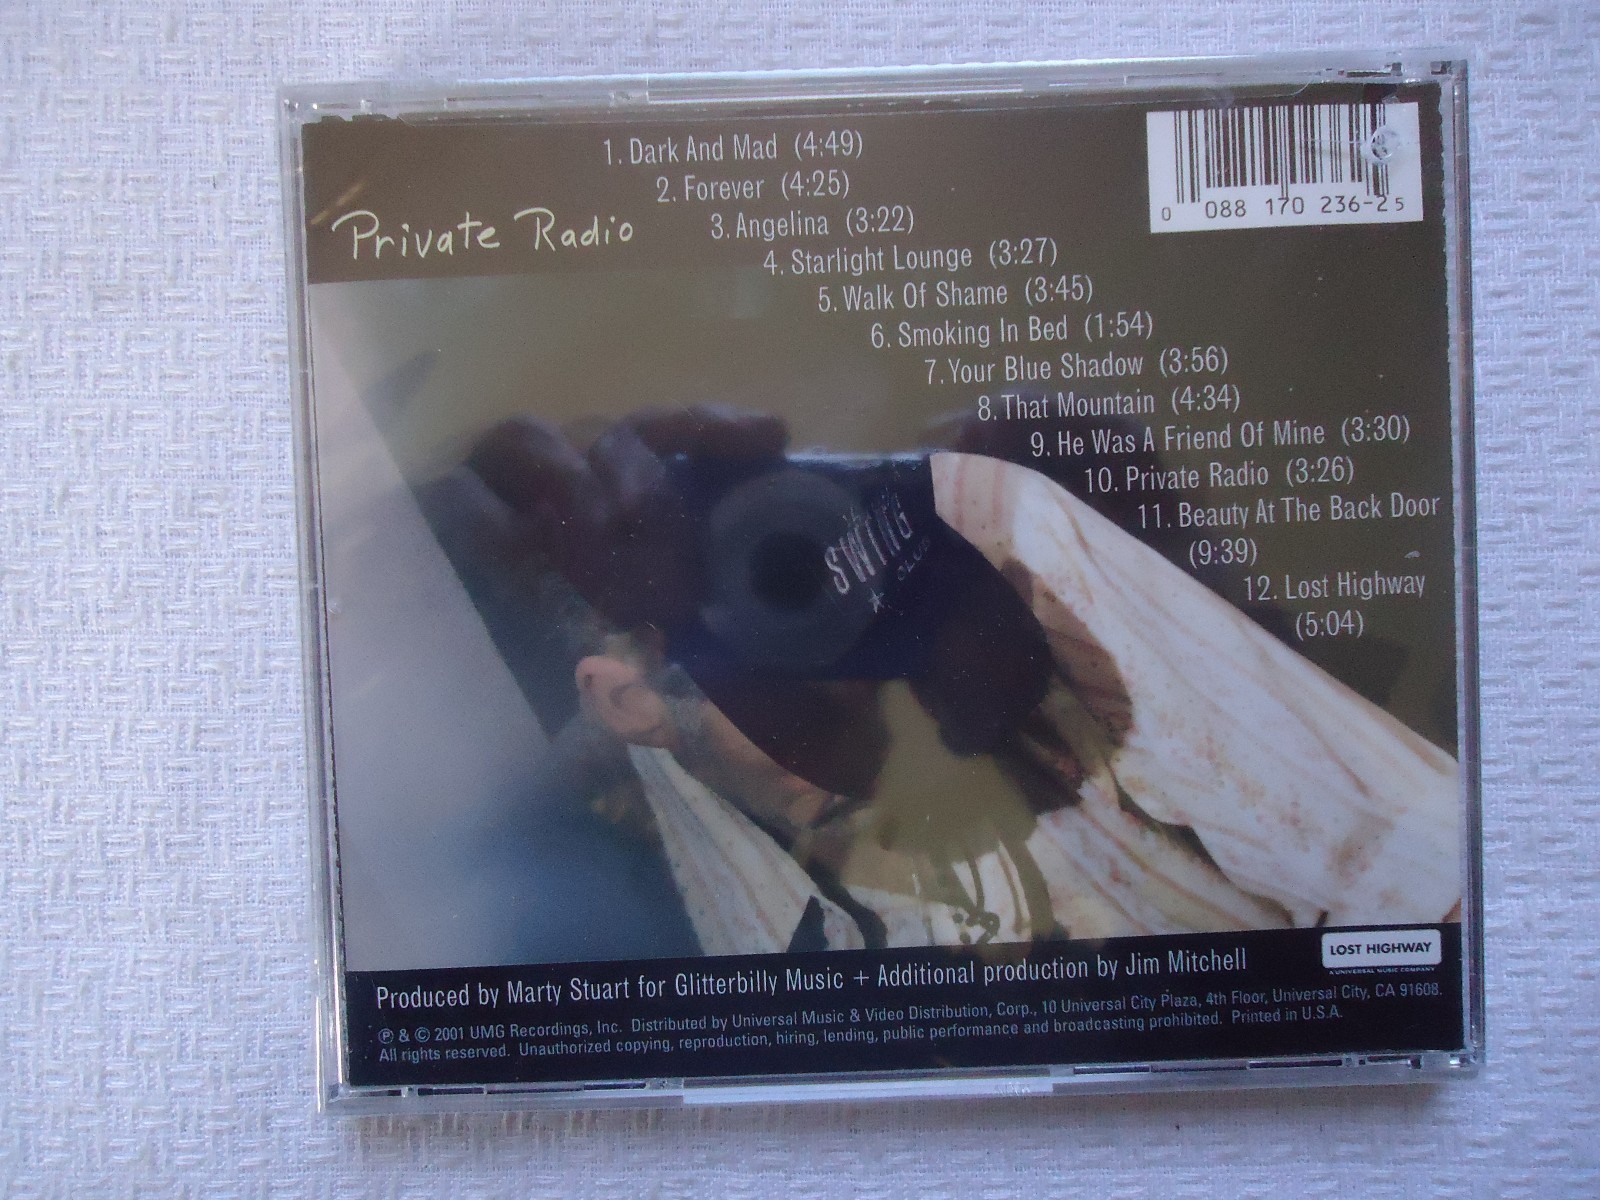 Private Radio
1. Dark And Mad (4:49)
2. Forever (4:25)
3. Angelina (3:22)
4. Starlight Lounge (3:27)
5. Walk Of Shame (3:45)
6. Smoking In Bed (1:54)
7. Your Blue Shadow (3:56)
8. That Mountain (4:34)
9. He Was A Friend Of Mine (3:30)
10. Private Radio (3:26)
11. Beauty At The Back Door
(9:39)
12. Lost Highway
(5:04)
0 088 170 236-2 5
the
SWING
CLUB
LOST HIGHWAY
A UNIVERSAL MUSIC COMPANY
Produced by Marty Stuart for Glitterbilly Music + Additional production by Jim Mitchell
℗ & © 2001 UMG Recordings, Inc. Distributed by Universal Music & Video Distribution, Corp., 10 Universal City Plaza, 4th Floor, Universal City, CA 91608.
All rights reserved. Unauthorized copying, reproduction, hiring, lending, public performance and broadcasting prohibited. Printed in U.S.A.